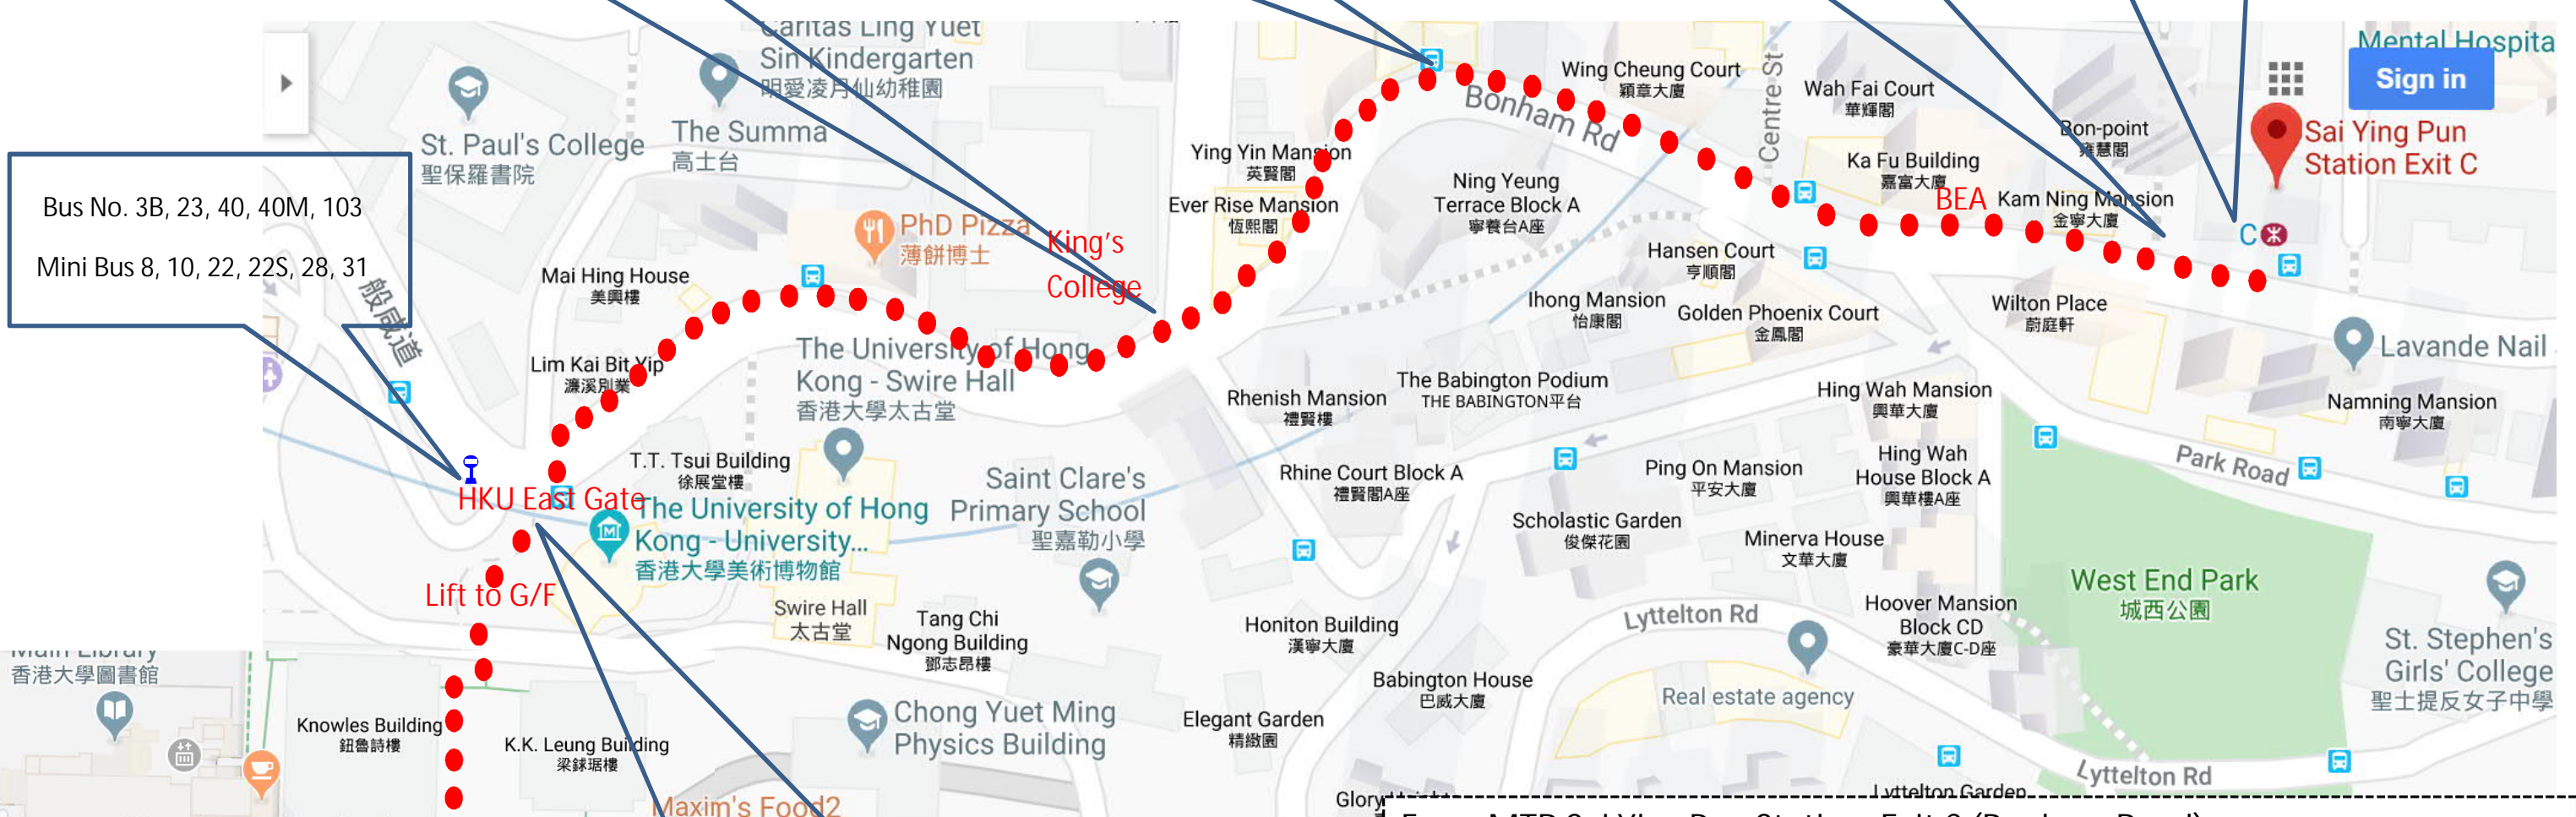 Caritas Ling Yuet
Sin Kindergarten
明愛凌月仙幼稚園
Mental Hospita
Sign in
St. Paul's College
聖保羅書院
The Summa
高士台
Wing Cheung Court
穎章大廈
Bonham Rd
Centre St
Wah Fai Court
華輝閣
Bon-point
雍慧閣
Sai Ying Pun
Station Exit C
Ying Yin Mansion
英賢閣
Ka Fu Building
嘉富大廈
BEA
Kam Ning Mansion
金寧大廈
C
Bus No. 3B, 23, 40, 40M, 103
Mini Bus 8, 10, 22, 22S, 28, 31
般咸道
Ever Rise Mansion
恆熙閣
Ning Yeung
Terrace Block A
寧養台A座
PhD Pizza
薄餅博士
King's
College
Mai Hing House
美興樓
Hansen Court
亨順閣
Ihong Mansion
怡康閣
Golden Phoenix Court
金鳳閣
Wilton Place
蔚庭軒
Lavande Nail
Lim Kai Bit Yip
濂溪別業
The University of Hong
Kong - Swire Hall
香港大學太古堂
Rhenish Mansion
禮賢樓
The Babington Podium
THE BABINGTON平台
Hing Wah Mansion
興華大廈
Namning Mansion
南寧大廈
T.T. Tsui Building
徐展堂樓
Saint Clare's
Primary School
聖嘉勒小學
Rhine Court Block A
禮賢閣A座
Ping On Mansion
平安大廈
Hing Wah
House Block A
興華樓A座
Park Road
HKU East Gate
The University of Hong
Kong - University...
香港大學美術博物館
Scholastic Garden
俊傑花園
Minerva House
文華大廈
Lift to G/F
Swire Hall
太古堂
Tang Chi
Ngong Building
鄧志昂樓
Honiton Building
漢寧大廈
Lyttelton Rd
Hoover Mansion
Block CD
豪華大廈C-D座
West End Park
城西公園
St. Stephen's
Girls' College
聖士提反女子中學
Main Library
香港大學圖書館
Babington House
巴威大廈
Real estate agency
Knowles Building
鈕魯詩樓
K.K. Leung Building
梁銶琚樓
Chong Yuet Ming
Physics Building
Elegant Garden
精緻園
Lyttelton Rd
Maxim's Food2
Glory
Lyttelton Garden
From MTR Sai Ying Pun Station, Exit C (Bonham Road)